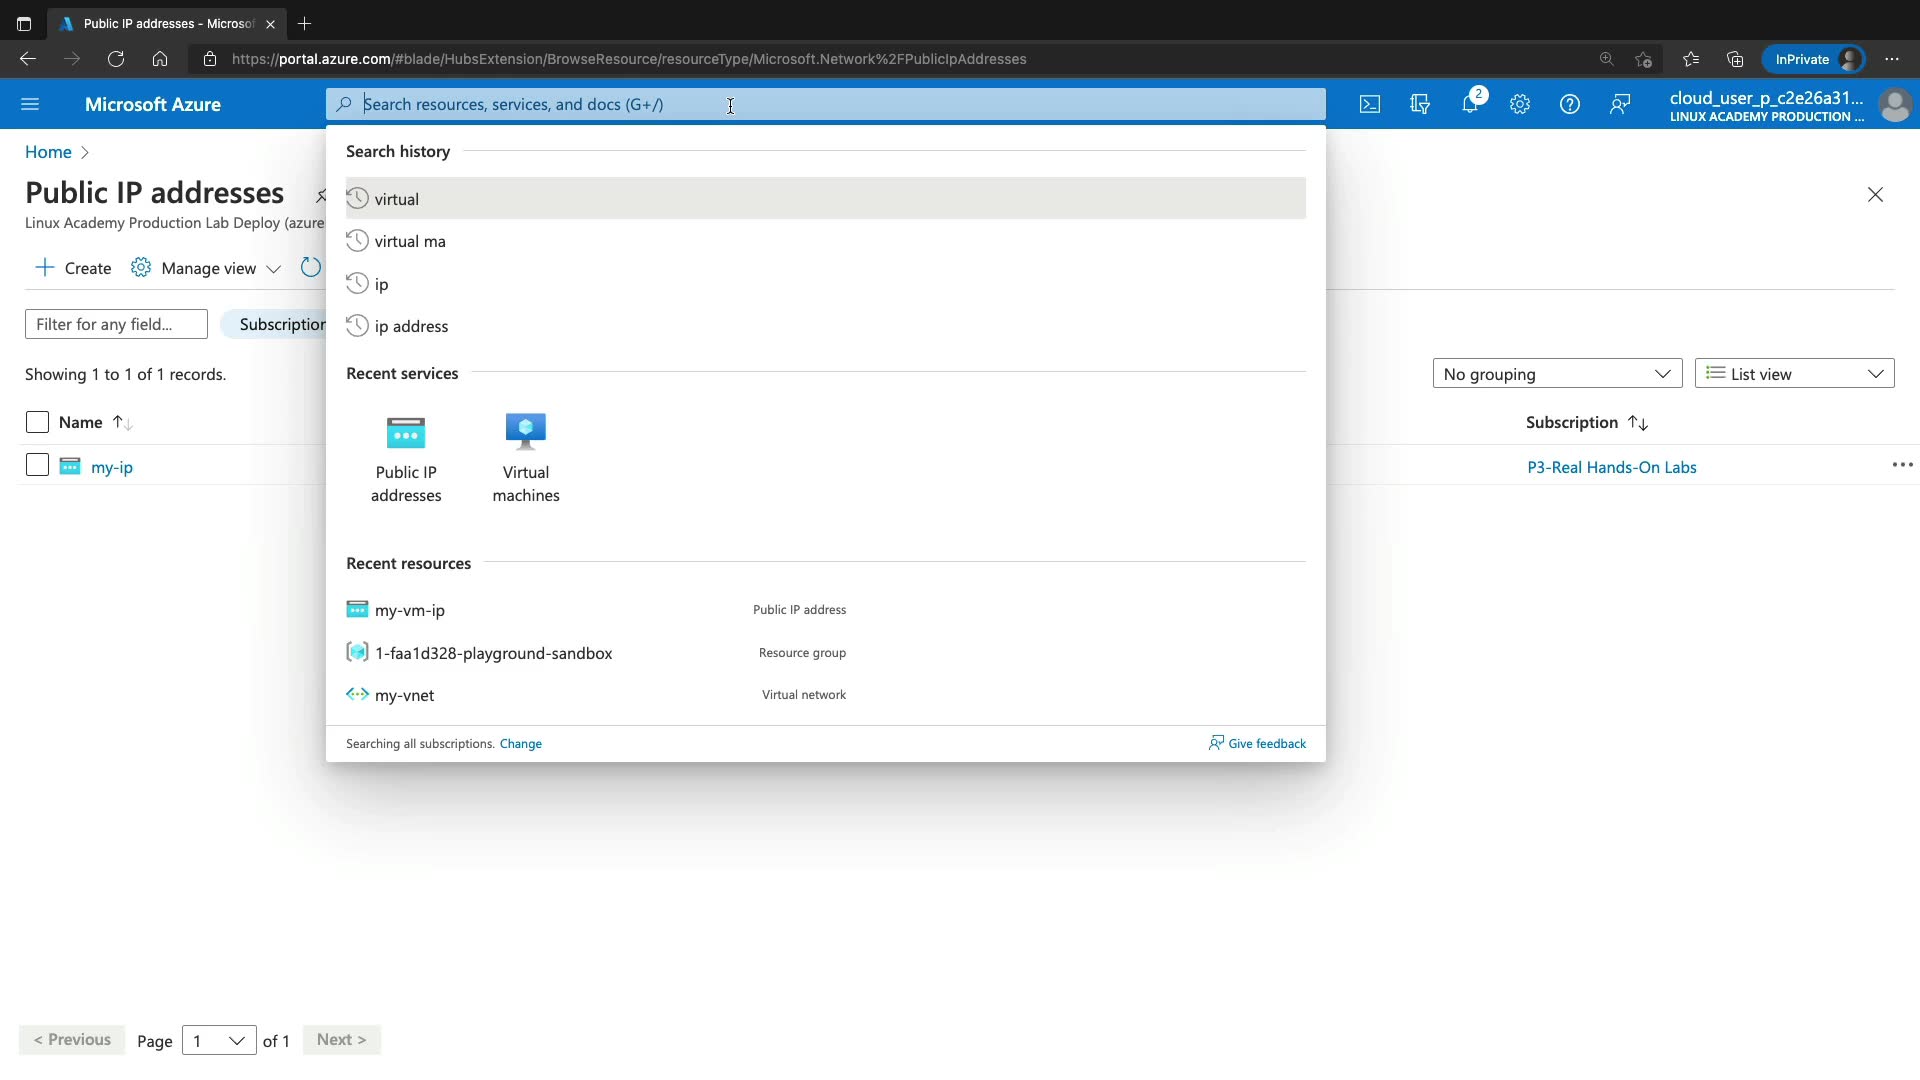 Public IP addresses - Microsof
https://portal.azure.com/#blade/HubsExtension/BrowseResource/resourceType/Microsoft.Network%2FPublicIpAddresses
InPrivate
Microsoft Azure
Search resources, services, and docs (G+/)
2
cloud_user_p_c2e26a31...
LINUX ACADEMY PRODUCTION ...
Home
Search history
Public IP addresses
Linux Academy Production Lab Deploy (azure
virtual
virtual ma
ip
ip address
Create
Manage view
Filter for any field...
Subscription
Showing 1 to 1 of 1 records.
No grouping
List view
Recent services
Name
Subscription
Public IP
addresses
Virtual
machines
my-ip
P3-Real Hands-On Labs
Recent resources
my-vm-ip
Public IP address
1-faa1d328-playground-sandbox
Resource group
my-vnet
Virtual network
Searching all subscriptions. Change
Give feedback
< Previous
Page
1
of 1
Next >